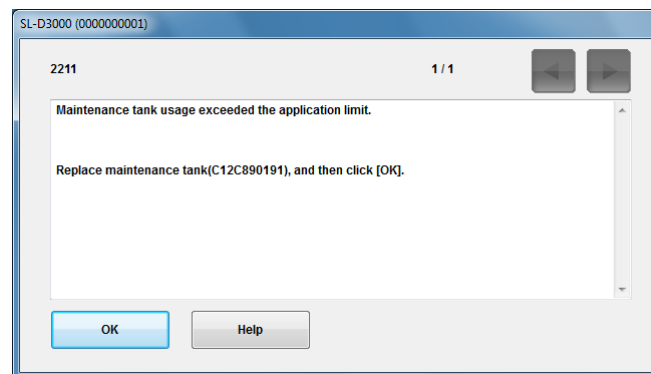 SL-D3000 (0000000001)
2211 1 / 1
Maintenance tank usage exceeded the application limit.
Replace maintenance tank(C12C890191), and then click [OK].
OK Help